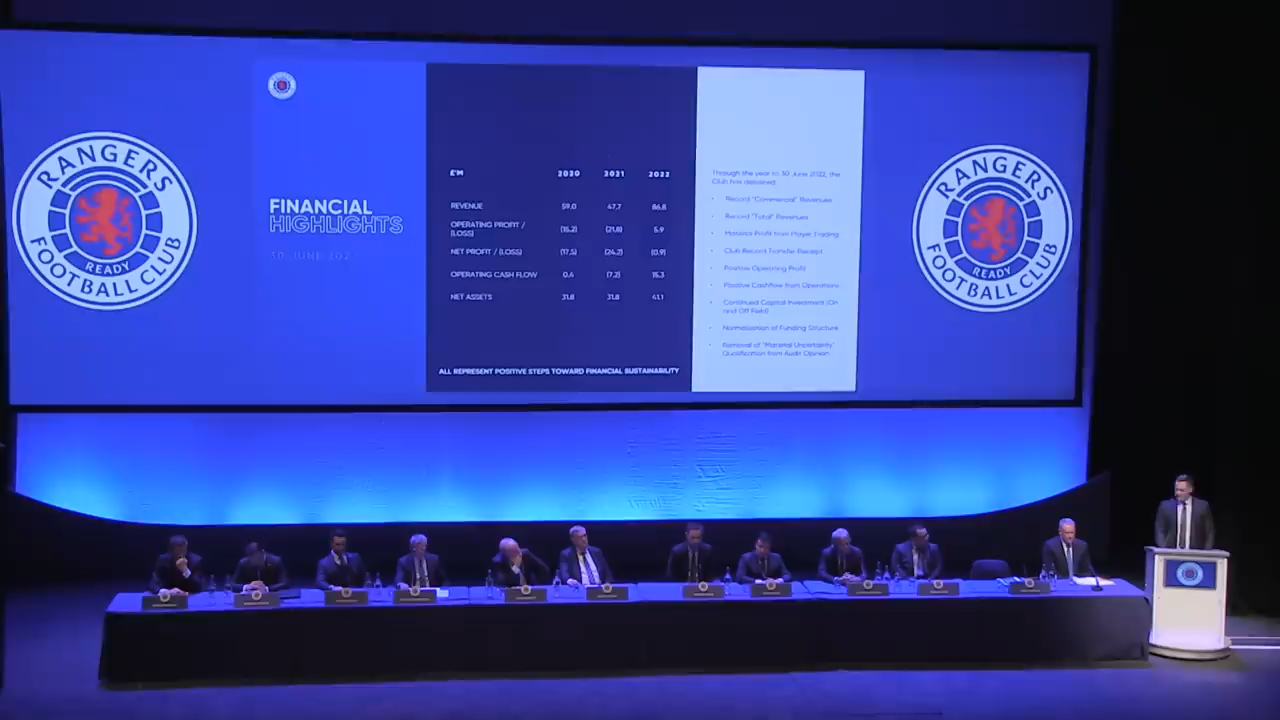 RANGERS
FOOTBALL CLUB
READY
FINANCIAL
HIGHLIGHTS
30 JUNE 202
£'M 2020 2021 2022
REVENUE 59.0 47.7 86.8
OPERATING PROFIT / (15.2) (21.8) 5.9
(LOSS)
NET PROFIT / (LOSS) (17.5) (24.2) (0.9)
OPERATING CASH FLOW 0.4 (7.2) 15.3
NET ASSETS 31.8 31.8 41.1
ALL REPRESENT POSITIVE STEPS TOWARD FINANCIAL SUSTAINABILITY
Through the year to 30 June 2022, the
Club has delivered:
• Record "Commercial" Revenues
• Record "Total" Revenues
• Material Profit from Player Trading
• Club Record Transfer Receipt
• Positive Operating Profit
• Positive Cashflow from Operations
• Continued Capital Investment (On
and Off Field)
• Normalisation of Funding Structure
• Removal of "Material Uncertainty"
Qualification from Audit Opinion
RANGERS
FOOTBALL CLUB
READY